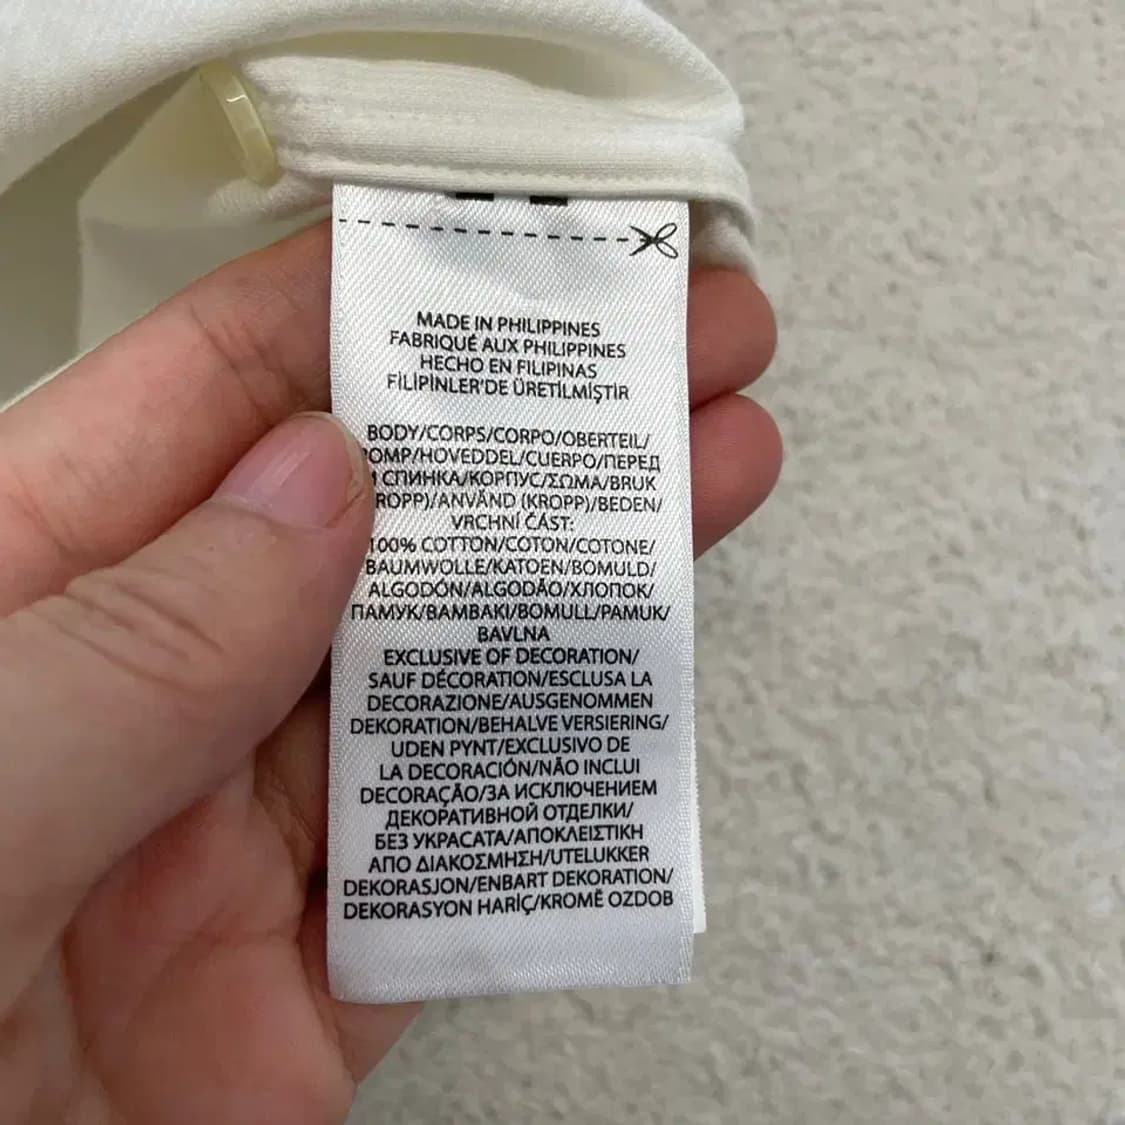 MADE IN PHILIPPINES
FABRIQUÉ AUX PHILIPPINES
HECHO EN FILIPINAS
FİLİPİNLER'DE ÜRETİLMİŞTİR
BODY/CORPS/CORPO/OBERTEIL/
OMP/HOVEDDEL/CUERPO/ПЕРЕД
И СПИНКА/КОРПУС/ΣΩΜΑ/BRUK
ROPP)/ANVÄND (KROPP)/BEDEN/
VRCHNÍ ČÁST:
100% COTTON/COTON/COTONE/
BAUMWOLLE/KATOEN/BOMULD/
ALGODÓN/ALGODÃO/ХЛОПОК/
ПАМУК/ΒΑΜΒΑΚΙ/BOMULL/PAMUK/
BAVLNA
EXCLUSIVE OF DECORATION/
SAUF DÉCORATION/ESCLUSA LA
DECORAZIONE/AUSGENOMMEN
DEKORATION/BEHALVE VERSIERING/
UDEN PYNT/EXCLUSIVO DE
LA DECORACIÓN/NÃO INCLUI
DECORAÇÃO/ЗА ИСКЛЮЧЕНИЕМ
ДЕКОРАТИВНОЙ ОТДЕЛКИ/
БЕЗ УКРАСАТА/ΑΠΟΚΛΕΙΣΤΙΚΗ
ΑΠΟ ΔΙΑΚΟΣΜΗΣΗ/UTELUKKER
DEKORASJON/ENBART DEKORATION/
DEKORASYON HARİÇ/KROMĚ OZDOB